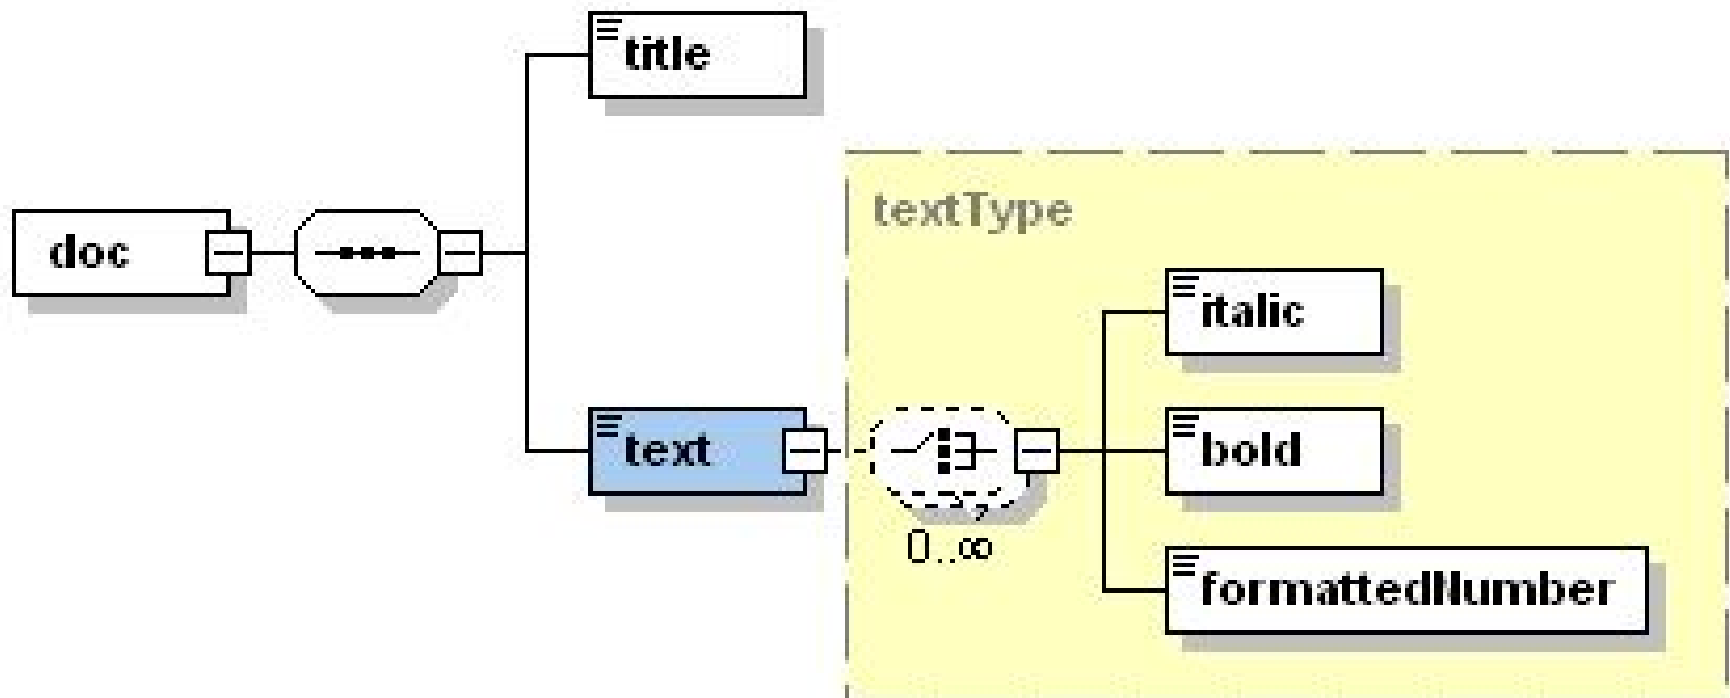 title
textType
doc
italic
text
bold
0..∞
formattedNumber